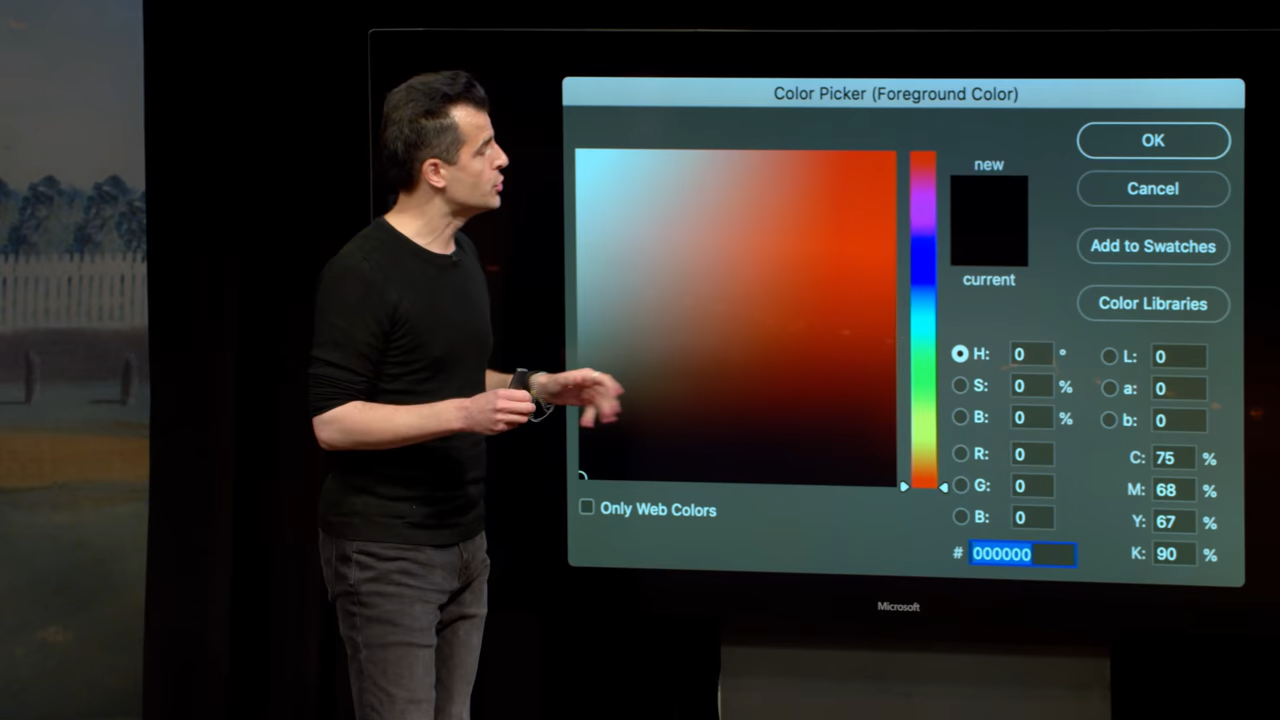 Color Picker (Foreground Color)
OK
new
Cancel
Add to Swatches
current
Color Libraries
H: 0 °
L: 0
S: 0 %
a: 0
B: 0 %
b: 0
R: 0
C: 75 %
G: 0
M: 68 %
B: 0
Y: 67 %
Only Web Colors
# 000000
K: 90 %
Microsoft